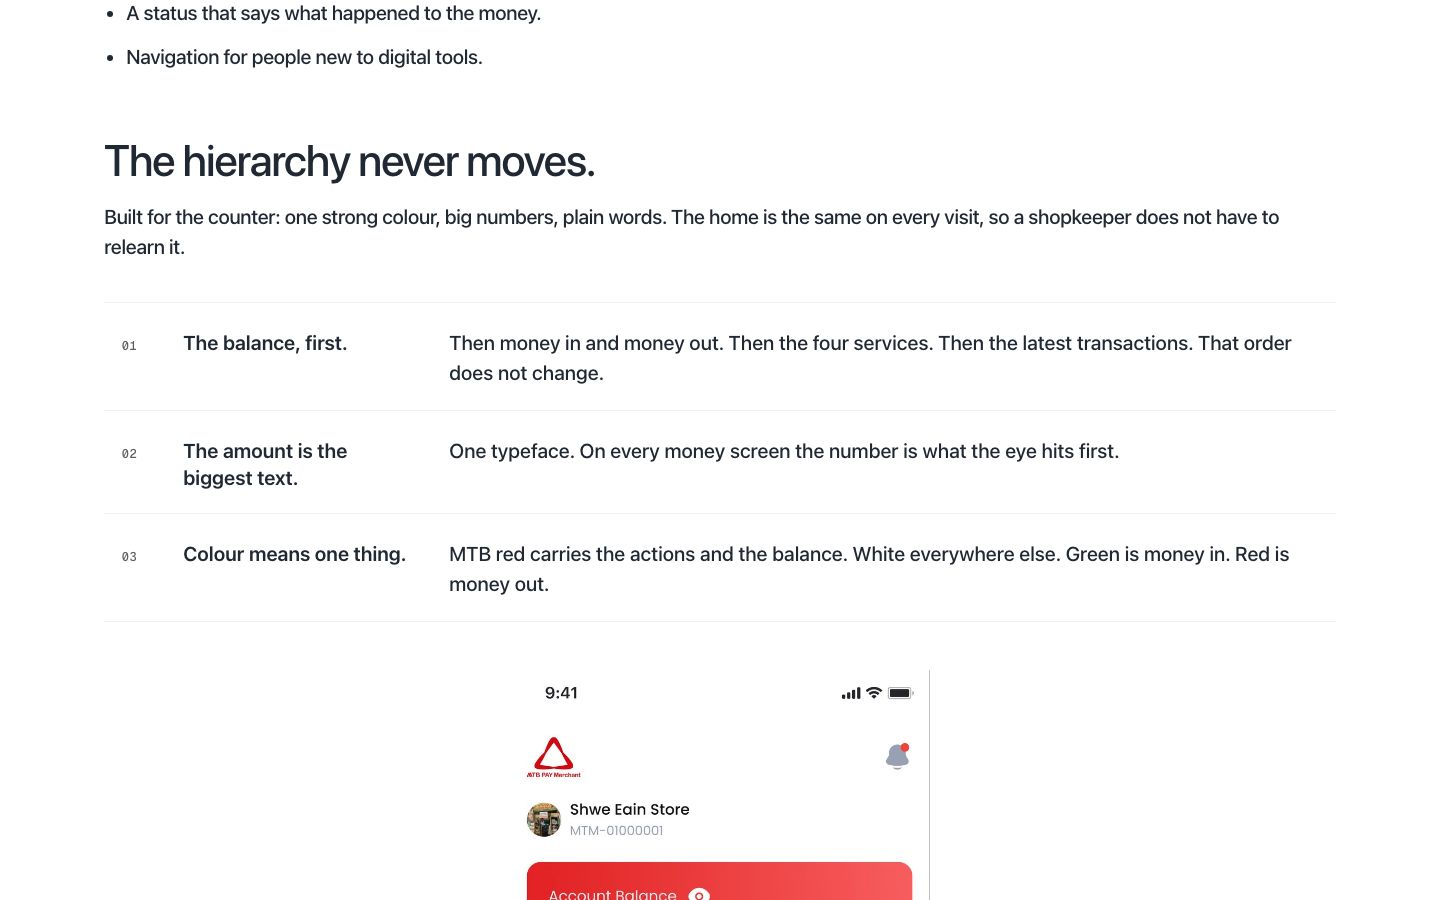 A status that says what happened to the money.
Navigation for people new to digital tools.
The hierarchy never moves.
Built for the counter: one strong colour, big numbers, plain words. The home is the same on every visit, so a shopkeeper does not have to
relearn it.
01
The balance, first.
Then money in and money out. Then the four services. Then the latest transactions. That order
does not change.
02
The amount is the
biggest text.
One typeface. On every money screen the number is what the eye hits first.
03
Colour means one thing.
MTB red carries the actions and the balance. White everywhere else. Green is money in. Red is
money out.
9:41
MTB PAY Merchant
Shwe Eain Store
MTM-01000001
Account Balance